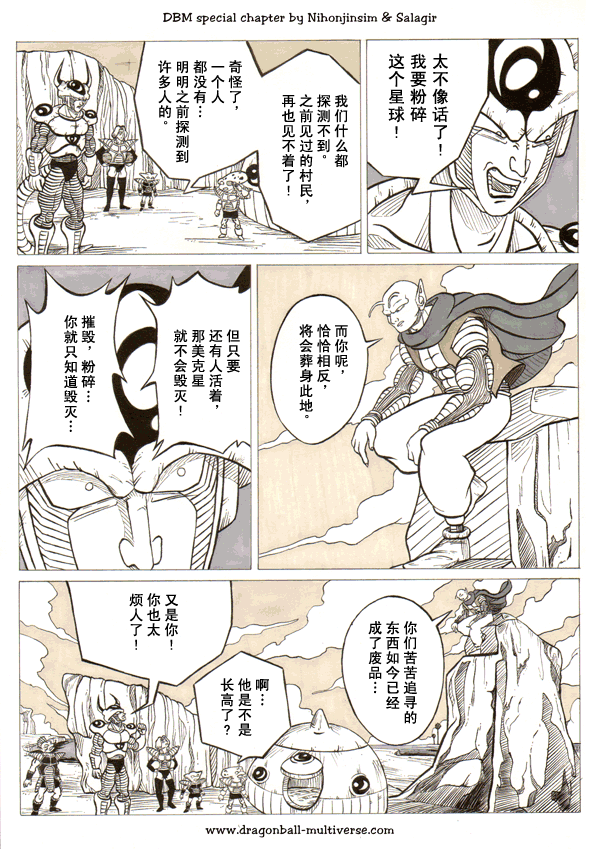 DBM special chapter by Nihonjinsim & Salagir
奇怪了，
一个人
都没有…
明明之前探测到
许多人的。
我们什么都
探测不到。
之前见过的村民，
再也见不着了！
太不像话了！
我要粉碎
这个星球！
摧毁，粉碎…
你就只知道毁灭…
但只要
还有人活着，
那美克星
就不会毁灭！
而你呢，
恰恰相反，
将会葬身此地。
又是你！
你也太
烦人了！
啊…
他是不是
长高了？
你们苦苦追寻的
东西如今已经
成了废品…
www.dragonball-multiverse.com